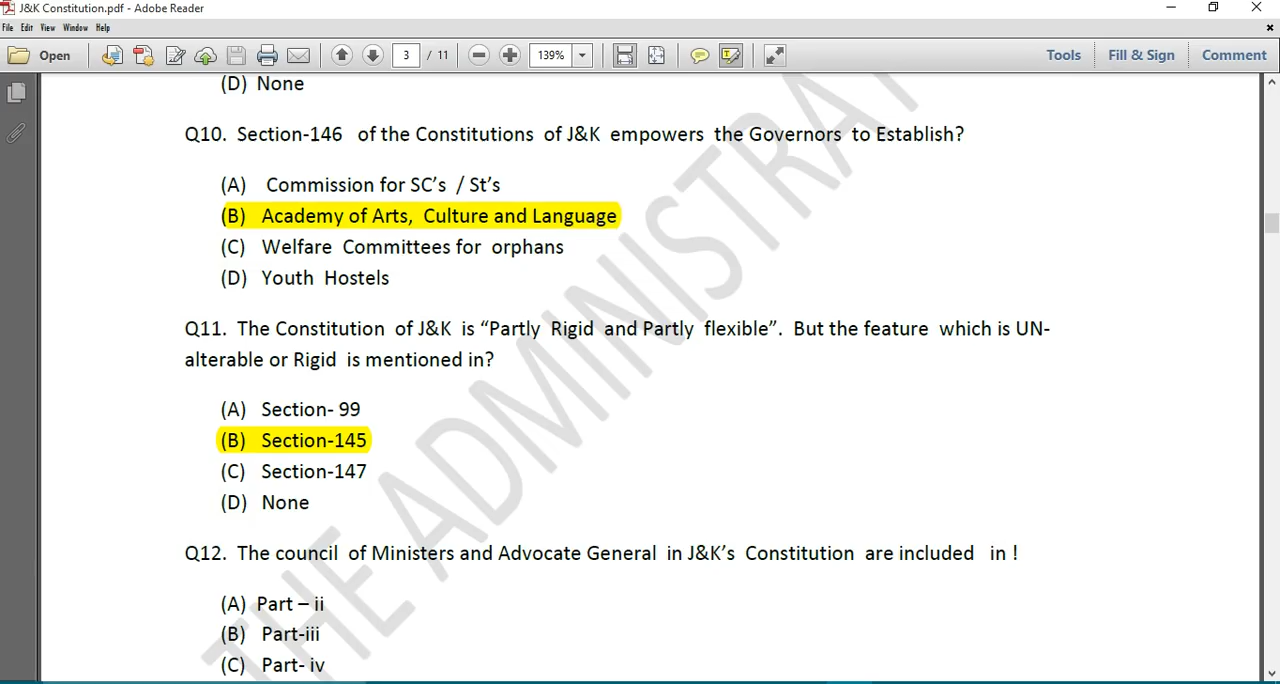 J&K Constitution.pdf - Adobe Reader
File Edit View Window Help
Open 3 / 11 139% Tools Fill & Sign Comment
(D) None
Q10. Section-146 of the Constitutions of J&K empowers the Governors to Establish?
(A) Commission for SC's / St's
(B) Academy of Arts, Culture and Language
(C) Welfare Committees for orphans
(D) Youth Hostels
Q11. The Constitution of J&K is “Partly Rigid and Partly flexible”. But the feature which is UN-
alterable or Rigid is mentioned in?
(A) Section- 99
(B) Section-145
(C) Section-147
(D) None
Q12. The council of Ministers and Advocate General in J&K's Constitution are included in !
(A) Part – ii
(B) Part-iii
(C) Part- iv
THE ADMINISTRAT